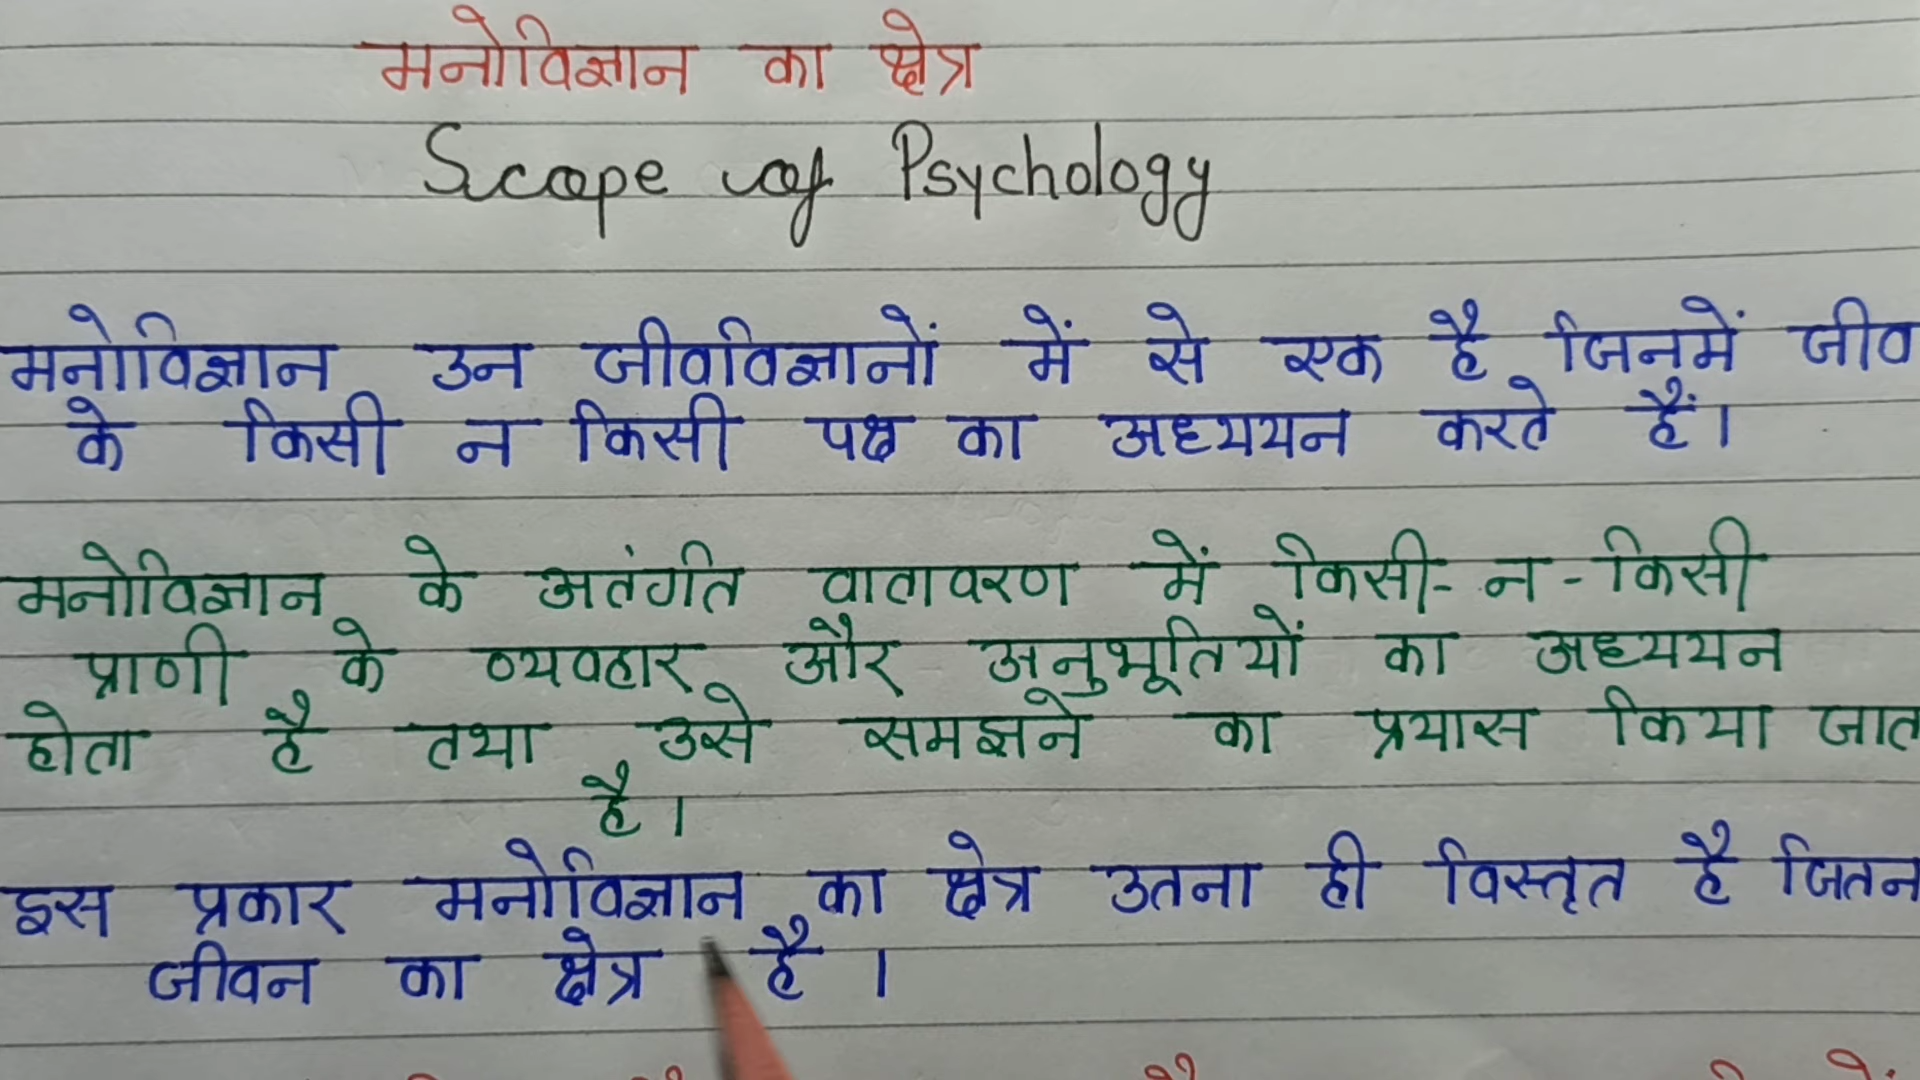 मनोविज्ञान का क्षेत्र
Scope of Psychology
मनोविज्ञान उन जीवविज्ञानों में से एक है जिनमें जीव
के किसी न किसी पक्ष का अध्ययन करते हैं।
मनोविज्ञान के अतंर्गत वातावरण में किसी-न-किसी
प्राणी के व्यवहार और अनुभूतियों का अध्ययन
होता है तथा उसे समझने का प्रयास किया जात
है।
इस प्रकार मनोविज्ञान का क्षेत्र उतना ही विस्तृत है जितन
जीवन का क्षेत्र है।